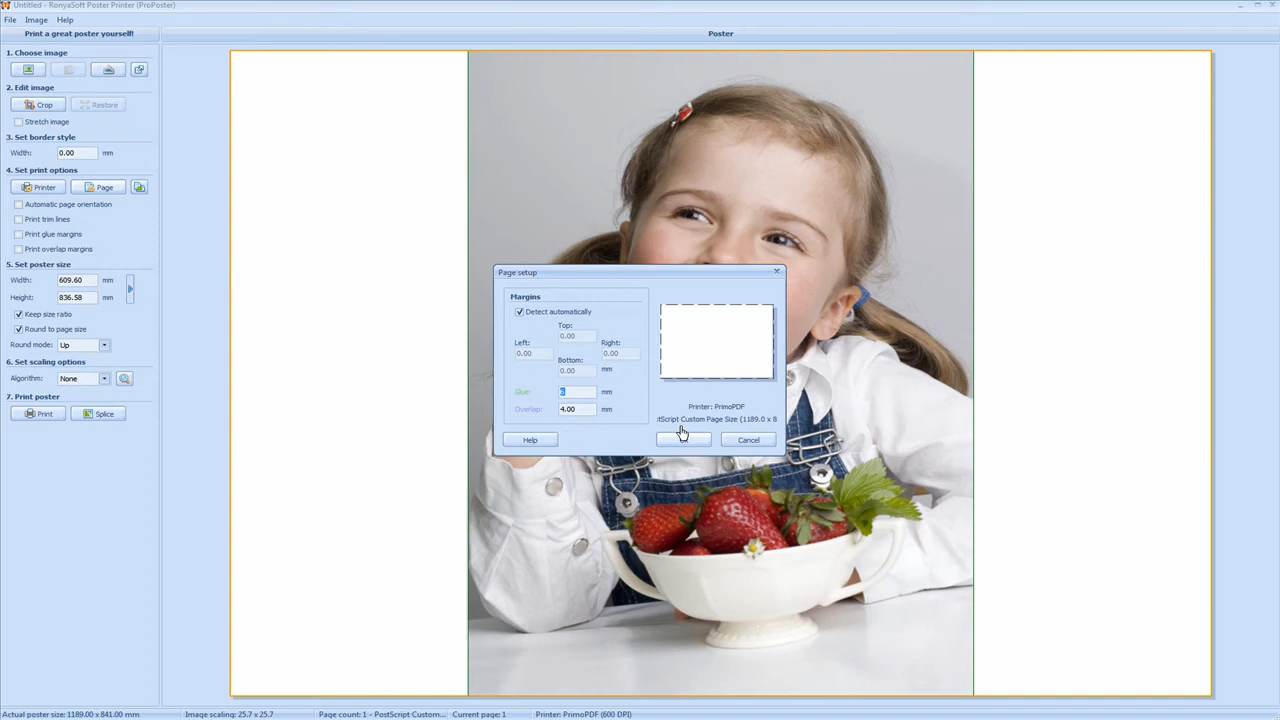 Untitled - RonyaSoft Poster Printer (ProPoster)
File Image Help
Print a great poster yourself!
Poster
1. Choose image
2. Edit image
Crop
Restore
Stretch image
3. Set border style
Width: 0.00 mm
4. Set print options
Printer
Page
Automatic page orientation
Print trim lines
Print glue margins
Print overlap margins
5. Set poster size
Width: 609.60 mm
Height: 836.58 mm
Keep size ratio
Round to page size
Round mode: Up
6. Set scaling options
Algorithm: None
7. Print poster
Print
Splice
Page setup
Margins
Detect automatically
Top:
0.00
Left:
Right:
0.00
0.00
Bottom:
0.00
mm
Glue:
mm
Overlap: 4.00 mm
Printer: PrimoPDF
tScript Custom Page Size (1189.0 x 8
Help
Cancel
Actual poster size: 1189.00 x 841.00 mm
Image scaling: 25.7 x 25.7
Page count: 1 - PostScript Custom...
Current page: 1
Printer: PrimoPDF (600 DPI)